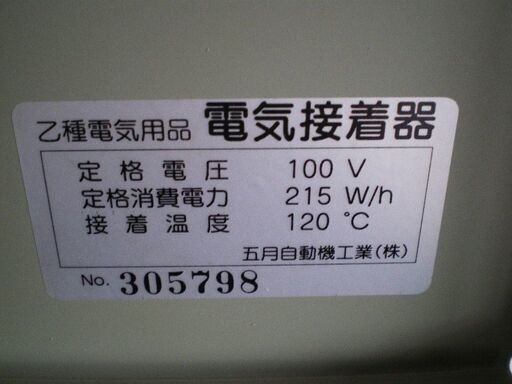 乙種電気用品 電気接着器
定格電圧 100 V
定格消費電力 215 W/h
接着温度 120 ℃
五月自動機工業(株)
No. 305798